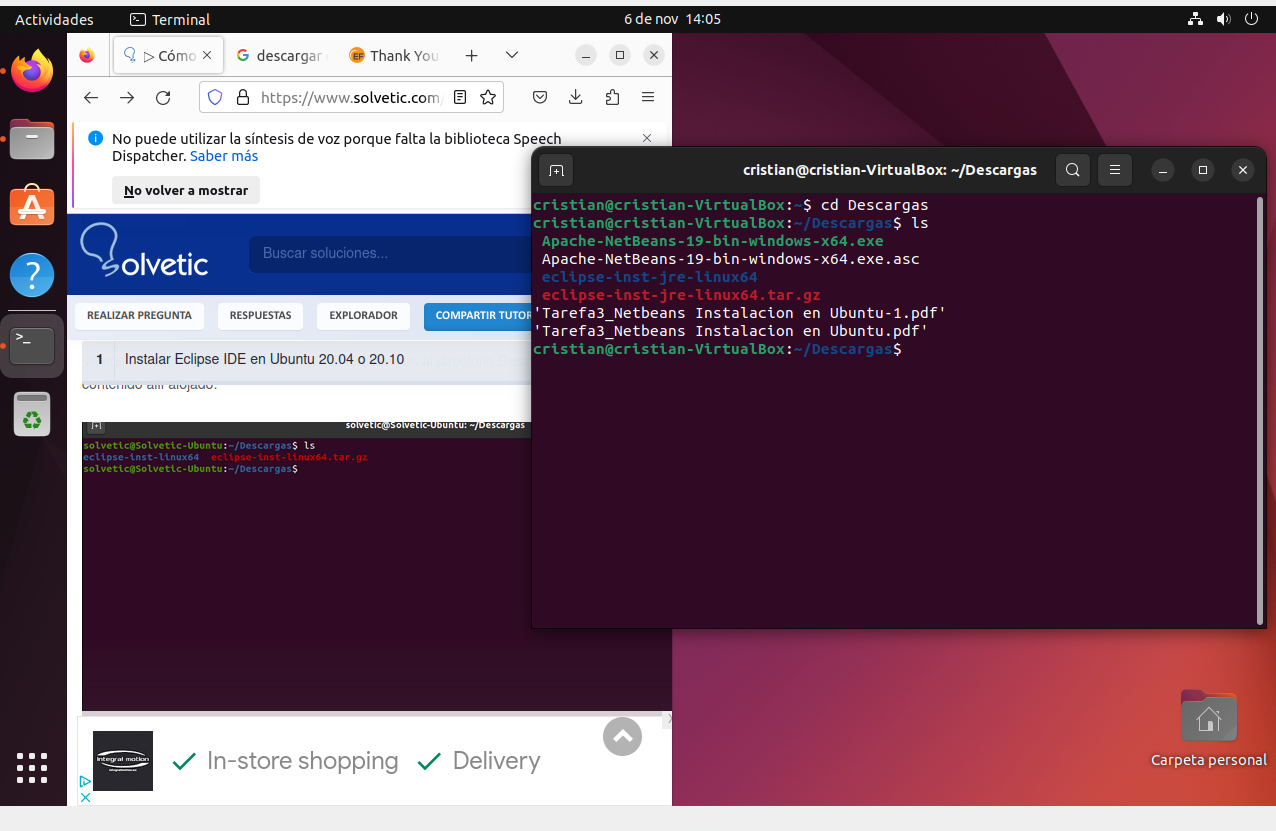 Actividades
Terminal
6 de nov 14:05
▷ Cómo
descargar
Thank You
https://www.solvetic.com/
No puede utilizar la síntesis de voz porque falta la biblioteca Speech
Dispatcher. Saber más
No volver a mostrar
Solvetic
Buscar soluciones...
REALIZAR PREGUNTA
RESPUESTAS
EXPLORADOR
COMPARTIR TUTOR
1 Instalar Eclipse IDE en Ubuntu 20.04 o 20.10
contenido allí alojado:
solvetic@Solvetic-Ubuntu: ~/Descargas
solvetic@Solvetic-Ubuntu:~/Descargas$ ls
eclipse-inst-linux64 eclipse-inst-linux64.tar.gz
solvetic@Solvetic-Ubuntu:~/Descargas$
integral motion
In-store shopping
Delivery
cristian@cristian-VirtualBox: ~/Descargas
cristian@cristian-VirtualBox:~$ cd Descargas
cristian@cristian-VirtualBox:~/Descargas$ ls
Apache-NetBeans-19-bin-windows-x64.exe
Apache-NetBeans-19-bin-windows-x64.exe.asc
eclipse-inst-jre-linux64
eclipse-inst-jre-linux64.tar.gz
'Tarefa3_Netbeans Instalacion en Ubuntu-1.pdf'
'Tarefa3_Netbeans Instalacion en Ubuntu.pdf'
cristian@cristian-VirtualBox:~/Descargas$
Carpeta personal